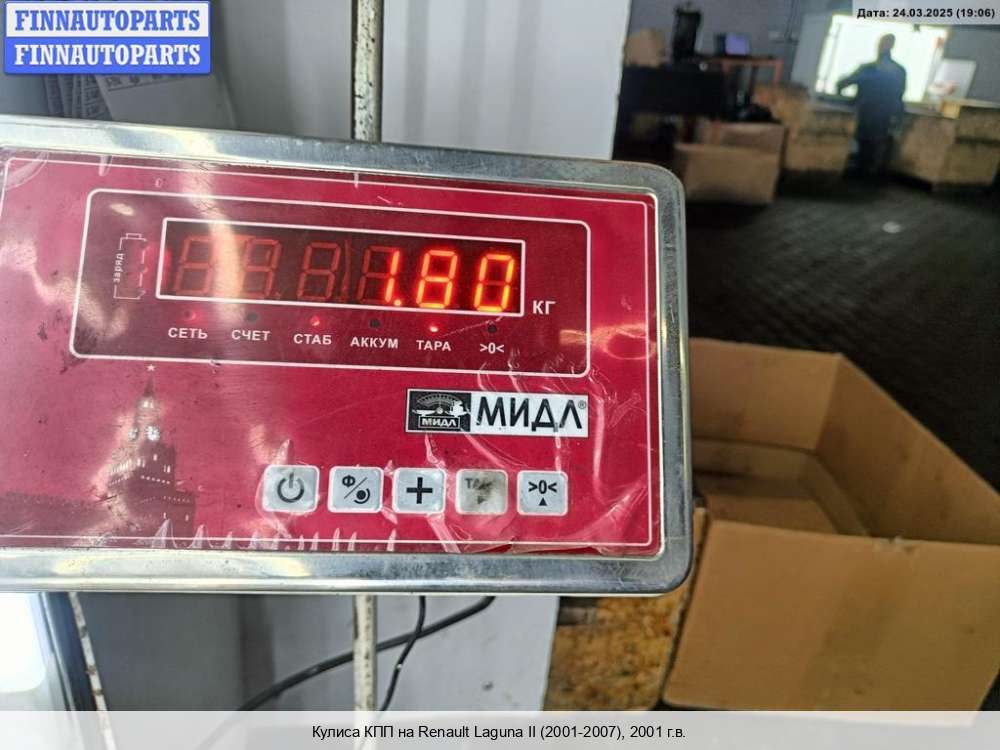 FINNAUTOPARTS
FINNAUTOPARTS
Дата: 24.03.2025 (19:06)
заряд
1.80
КГ
СЕТЬ СЧЕТ СТАБ АККУМ ТАРА >0<
МИДЛ
МИДЛ®
Ф
>0<
Кулиса КПП на Renault Laguna II (2001-2007), 2001 г.в.